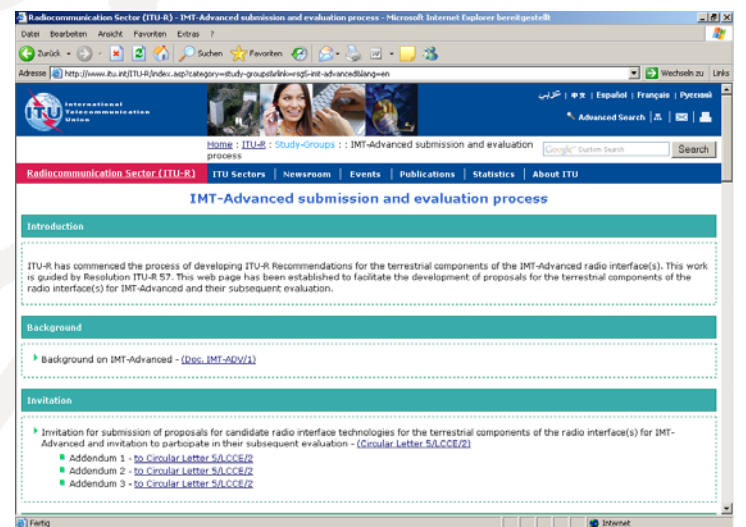 Radiocommunication Sector (ITU-R) - IMT-Advanced submission and evaluation process - Microsoft Internet Explorer bereitgestellt
Datei Bearbeiten Ansicht Favoriten Extras ?
Zurück Suchen Favoriten
Adresse http://www.itu.int/ITU-R/index.asp?category=study-groups&rlink=rsg5-imt-advanced&lang=en Wechseln zu Links
عربي | 中文 | Español | Français | Русский
International
Telecommunication
Union
ITU
Advanced Search
Home : ITU-R : Study-Groups : : IMT-Advanced submission and evaluation
process
Google Custom Search Search
Radiocommunication Sector (ITU-R) ITU Sectors | Newsroom | Events | Publications | Statistics | About ITU
IMT-Advanced submission and evaluation process
Introduction
ITU-R has commenced the process of developing ITU-R Recommendations for the terrestrial components of the IMT-Advanced radio interface(s). This work
is guided by Resolution ITU-R 57. This web page has been established to facilitate the development of proposals for the terrestrial components of the
radio interface(s) for IMT-Advanced and their subsequent evaluation.
Background
Background on IMT-Advanced - (Doc. IMT-ADV/1)
Invitation
Invitation for submission of proposals for candidate radio interface technologies for the terrestrial components of the radio interface(s) for IMT-
Advanced and invitation to participate in their subsequent evaluation - (Circular Letter 5/LCCE/2)
Addendum 1 - to Circular Letter 5/LCCE/2
Addendum 2 - to Circular Letter 5/LCCE/2
Addendum 3 - to Circular Letter 5/LCCE/2
Fertig Internet